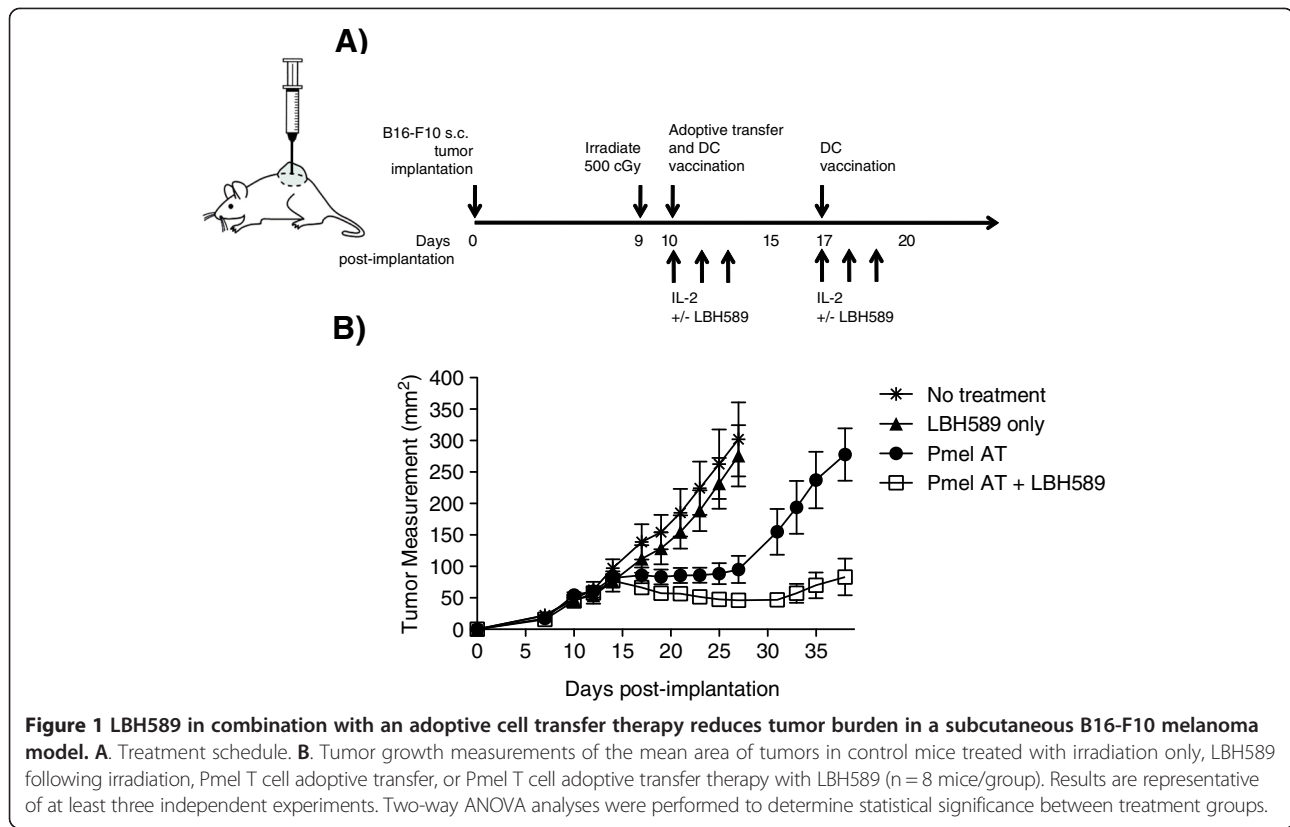 A)
B16-F10 s.c.
tumor
implantation
Irradiate
500 cGy
Adoptive transfer
and DC
vaccination
DC
vaccination
Days
post-implantation
0
9
10
15
17
20
IL-2
+/- LBH589
IL-2
+/- LBH589
B)
Tumor Measurement (mm²)
400
350
300
250
200
150
100
50
0
0
5
10
15
20
25
30
35
Days post-implantation
No treatment
LBH589 only
Pmel AT
Pmel AT + LBH589
Figure 1 LBH589 in combination with an adoptive cell transfer therapy reduces tumor burden in a subcutaneous B16-F10 melanoma
model. A. Treatment schedule. B. Tumor growth measurements of the mean area of tumors in control mice treated with irradiation only, LBH589
following irradiation, Pmel T cell adoptive transfer, or Pmel T cell adoptive transfer therapy with LBH589 (n = 8 mice/group). Results are representative
of at least three independent experiments. Two-way ANOVA analyses were performed to determine statistical significance between treatment groups.